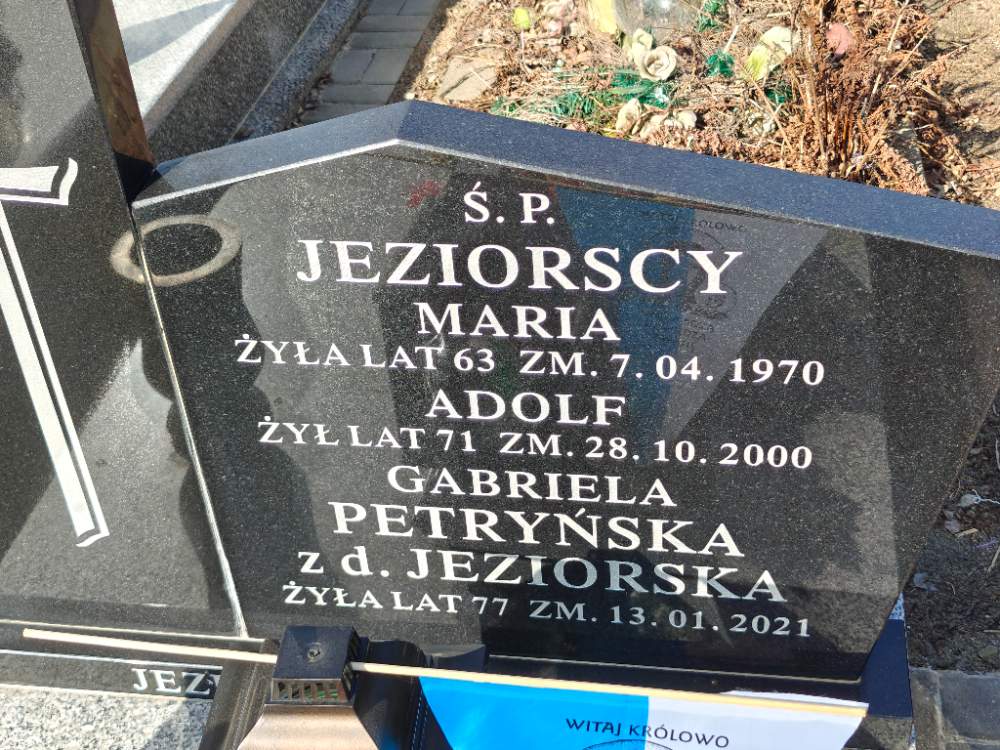 Ś. P.
JEZIORSCY
MARIA
ŻYŁA LAT 63 ZM. 7. 04. 1970
ADOLF
ŻYŁ LAT 71 ZM. 28. 10. 2000
GABRIELA
PETRYŃSKA
z d. JEZIORSKA
ŻYŁA LAT 77 ZM. 13. 01. 2021
WITAJ KRÓLOWO